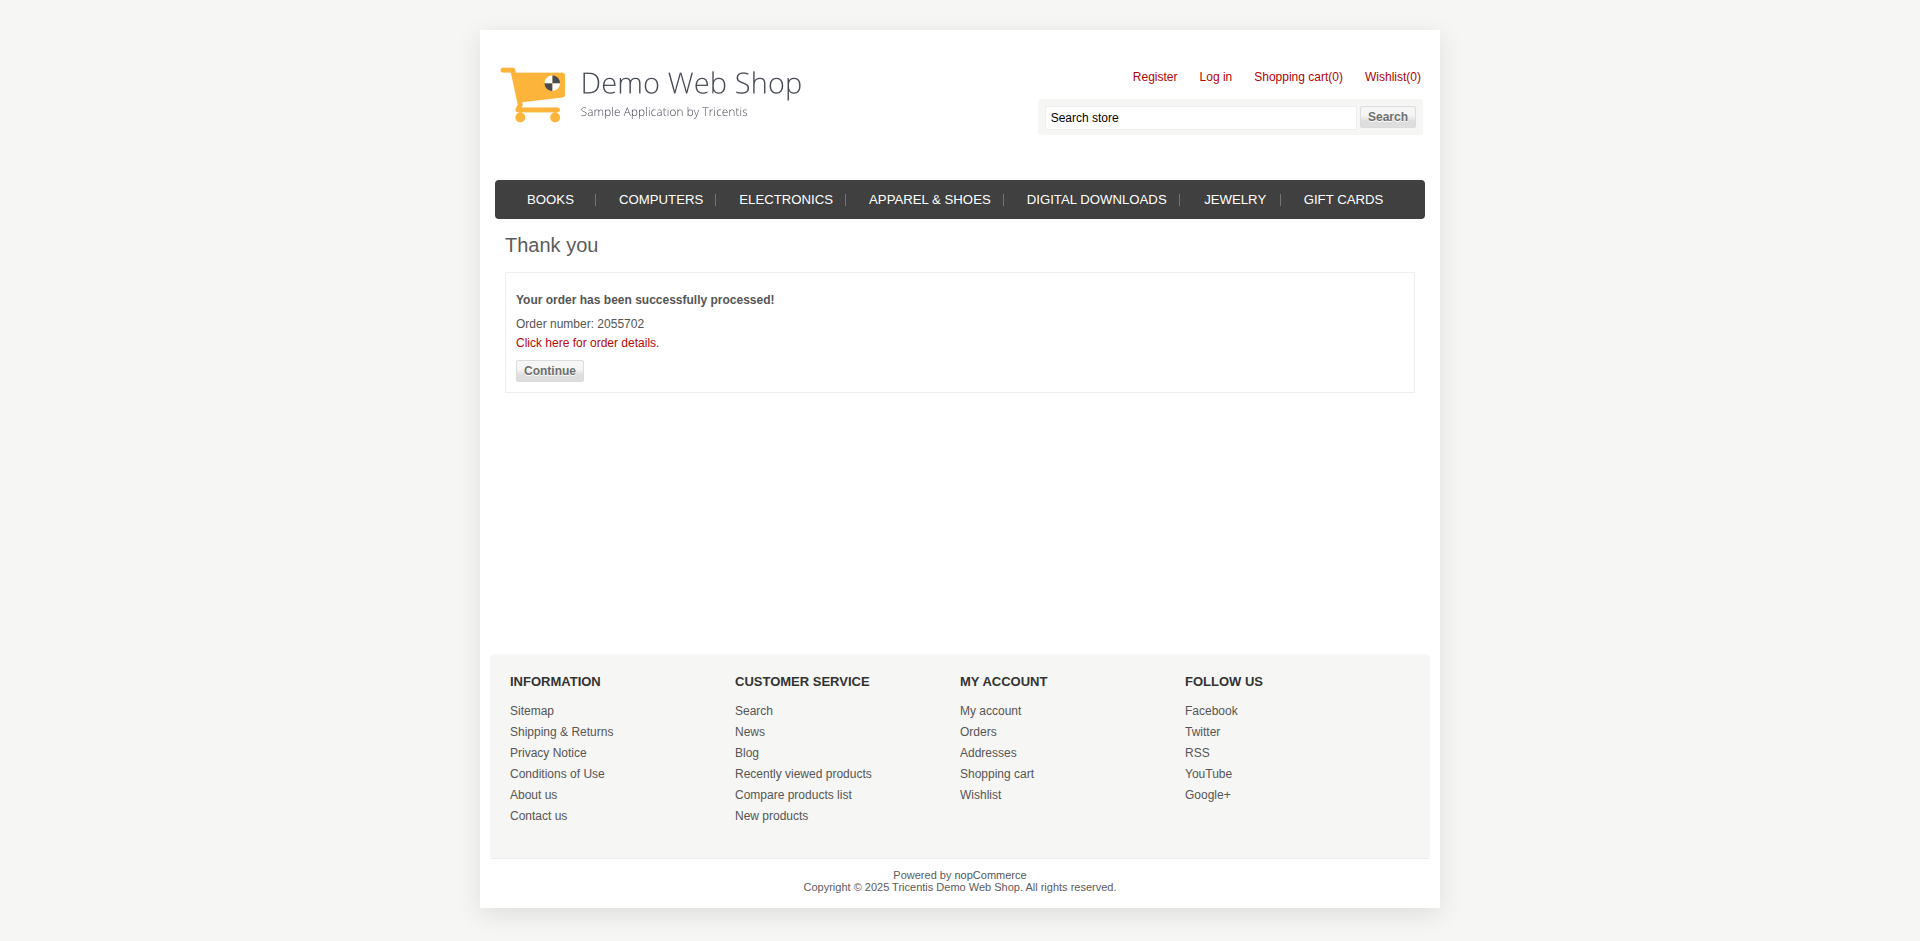 Demo Web Shop
Sample Application by Tricentis
Register Log in Shopping cart(0) Wishlist(0)
Search store Search
BOOKS COMPUTERS ELECTRONICS APPAREL & SHOES DIGITAL DOWNLOADS JEWELRY GIFT CARDS
Thank you
Your order has been successfully processed!
Order number: 2055702
Click here for order details.
Continue
INFORMATION
Sitemap
Shipping & Returns
Privacy Notice
Conditions of Use
About us
Contact us
CUSTOMER SERVICE
Search
News
Blog
Recently viewed products
Compare products list
New products
MY ACCOUNT
My account
Orders
Addresses
Shopping cart
Wishlist
FOLLOW US
Facebook
Twitter
RSS
YouTube
Google+
Powered by nopCommerce
Copyright © 2025 Tricentis Demo Web Shop. All rights reserved.